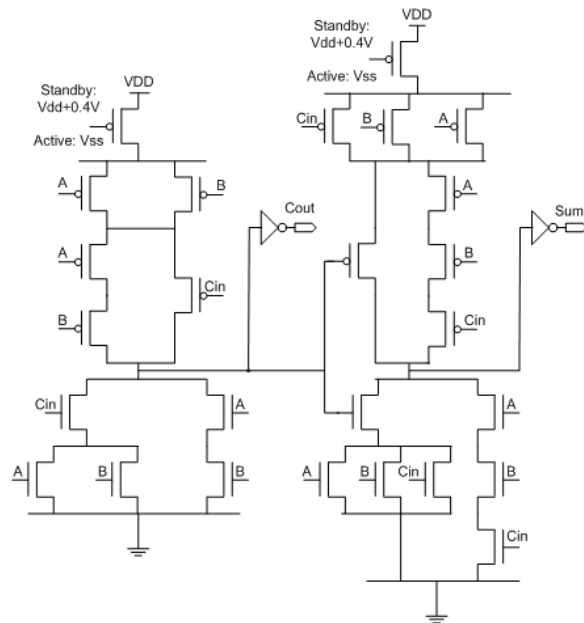 VDD
Standby:
Vdd+0.4V
Active: Vss
VDD
Standby:
Vdd+0.4V
Active: Vss
Cin
B
A
A
B
A
Cout
Sum
A
B
Cin
B
Cin
Cin
A
A
A
B
B
A
B
Cin
B
Cin